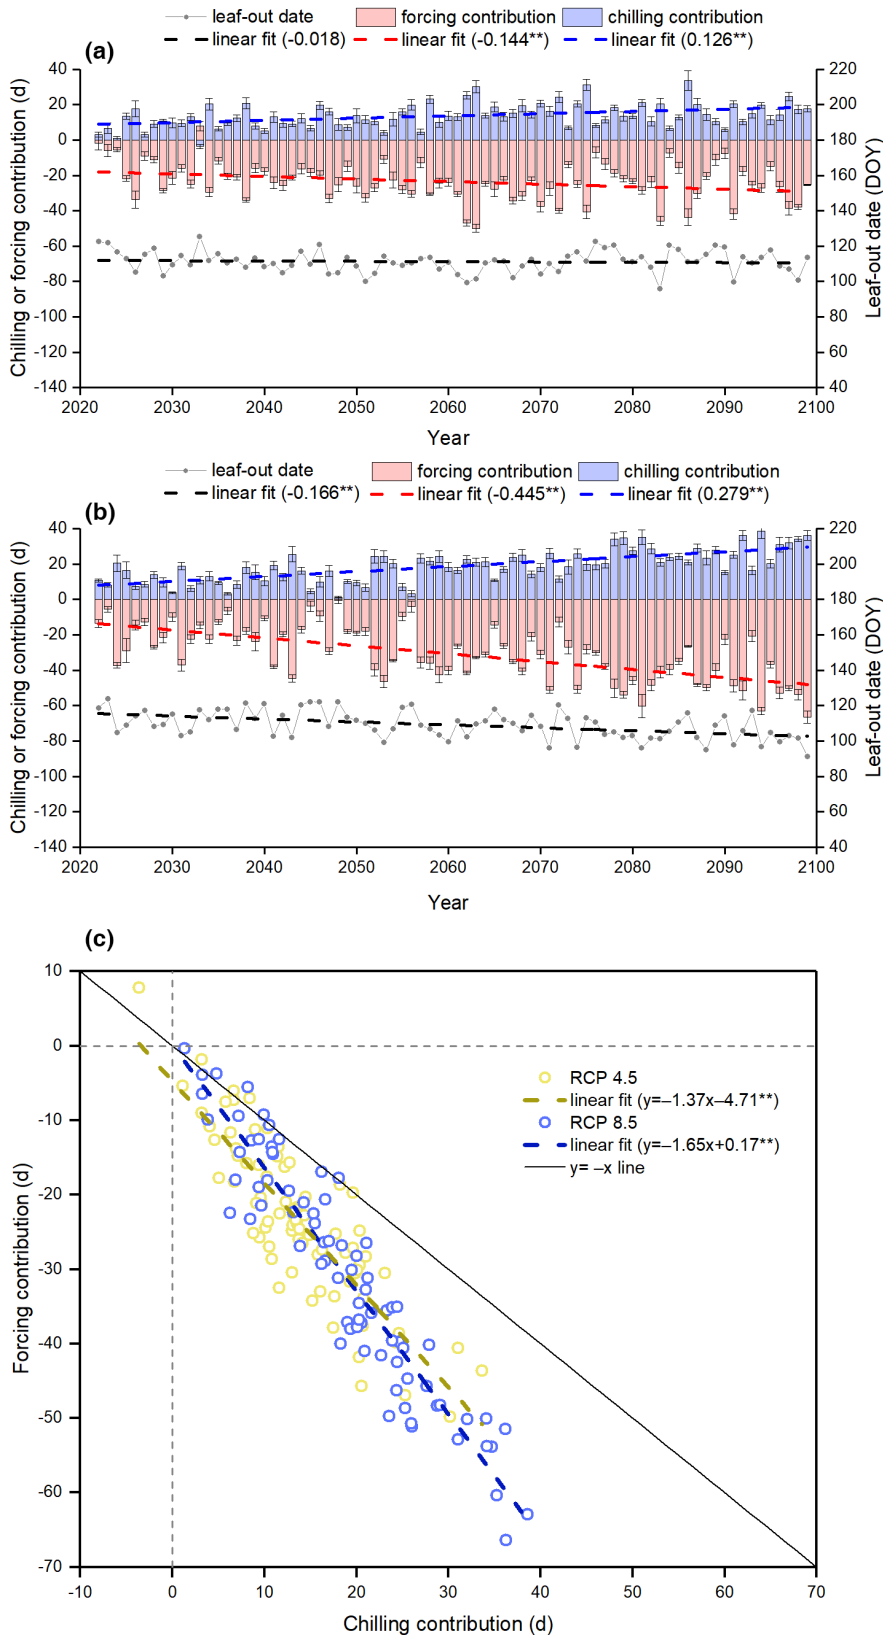 (a)
leaf-out date forcing contribution chilling contribution
linear fit (-0.018) linear fit (-0.144**) linear fit (0.126**)
40 220
20 200
0 180
-20 160
-40 140
-60 120
-80 100
-100 80
-120 60
-140 40
Chilling or forcing contribution (d)
Leaf-out date (DOY)
2020 2030 2040 2050 2060 2070 2080 2090 2100
Year
(b)
leaf-out date forcing contribution chilling contribution
linear fit (-0.166**) linear fit (-0.445**) linear fit (0.279**)
40 220
20 200
0 180
-20 160
-40 140
-60 120
-80 100
-100 80
-120 60
-140 40
Chilling or forcing contribution (d)
Leaf-out date (DOY)
2020 2030 2040 2050 2060 2070 2080 2090 2100
Year
(c)
10
0
-10
-20
-30
-40
-50
-60
-70
Forcing contribution (d)
RCP 4.5
linear fit (y=−1.37x−4.71**)
RCP 8.5
linear fit (y=−1.65x+0.17**)
y= −x line
-10 0 10 20 30 40 50 60 70
Chilling contribution (d)